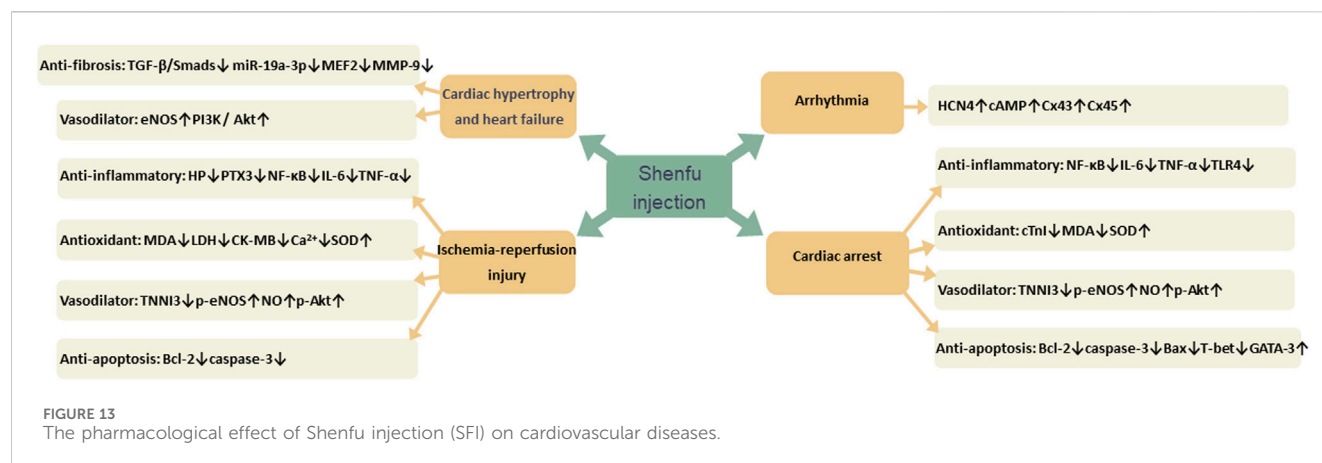 Anti-fibrosis: TGF-β/Smads↓ miR-19a-3p↓MEF2↓MMP-9↓
Vasodilator: eNOS↑PI3K/ Akt↑
Cardiac hypertrophy
and heart failure
Anti-inflammatory: HP↓PTX3↓NF-κB↓IL-6↓TNF-α↓
Antioxidant: MDA↓LDH↓CK-MB↓Ca²⁺↓SOD↑
Ischemia-reperfusion
injury
Vasodilator: TNNI3↓p-eNOS↑NO↑p-Akt↑
Anti-apoptosis: Bcl-2↓caspase-3↓
Shenfu
injection
Arrhythmia
HCN4↑cAMP↑Cx43↑Cx45↑
Anti-inflammatory: NF-κB↓IL-6↓TNF-α↓TLR4↓
Antioxidant: cTnI↓MDA↓SOD↑
Cardiac arrest
Vasodilator: TNNI3↓p-eNOS↑NO↑p-Akt↑
Anti-apoptosis: Bcl-2↓caspase-3↓Bax↓T-bet↓GATA-3↑
FIGURE 13
The pharmacological effect of Shenfu injection (SFI) on cardiovascular diseases.